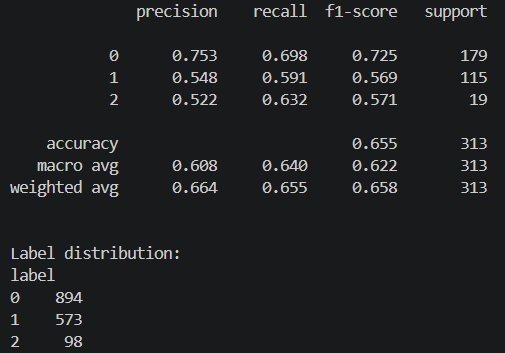 precision recall f1-score support
0 0.753 0.698 0.725 179
1 0.548 0.591 0.569 115
2 0.522 0.632 0.571 19
accuracy 0.655 313
macro avg 0.608 0.640 0.622 313
weighted avg 0.664 0.655 0.658 313
Label distribution:
label
0 894
1 573
2 98